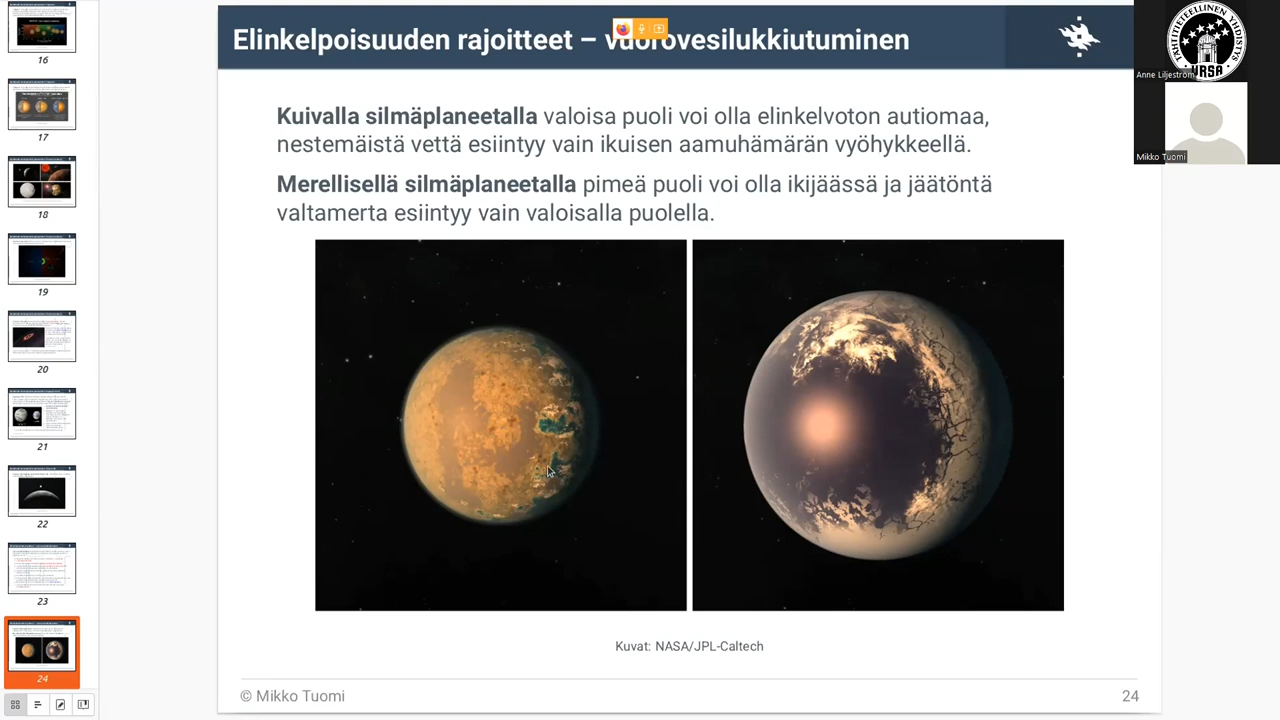 16
17
18
19
20
21
22
23
24
Elinkelpoisuuden rajoitteet – vuorovesilukkiutuminen
Kuivalla silmäplaneetalla valoisa puoli voi olla elinkelvoton autiomaa,
nestemäistä vettä esiintyy vain ikuisen aamuhämärän vyöhykkeellä.
Merellisellä silmäplaneetalla pimeä puoli voi olla ikijäässä ja jäätöntä
valtamerta esiintyy vain valoisalla puolella.
Kuvat: NASA/JPL-Caltech
© Mikko Tuomi
24
URSA
Anne Liljeström
Mikko Tuomi